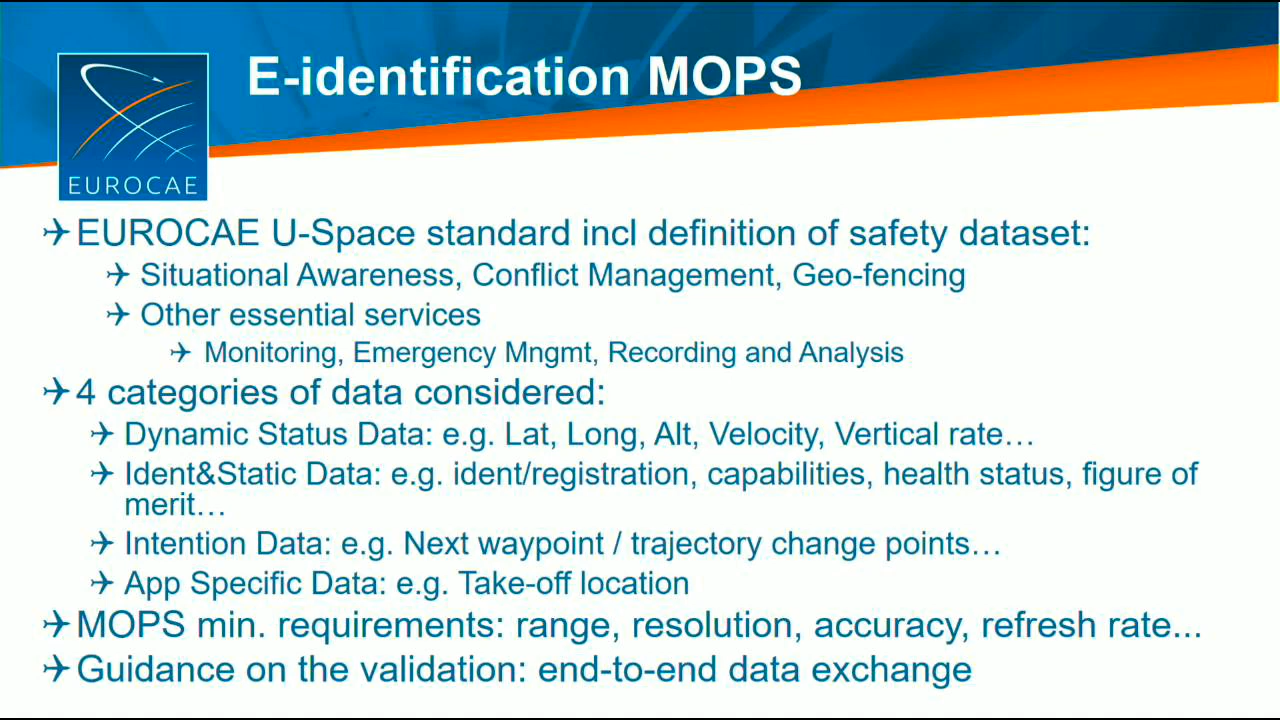 E-identification MOPS
EUROCAE
EUROCAE U-Space standard incl definition of safety dataset:
Situational Awareness, Conflict Management, Geo-fencing
Other essential services
Monitoring, Emergency Mngmt, Recording and Analysis
4 categories of data considered:
Dynamic Status Data: e.g. Lat, Long, Alt, Velocity, Vertical rate…
Ident&Static Data: e.g. ident/registration, capabilities, health status, figure of
merit…
Intention Data: e.g. Next waypoint / trajectory change points…
App Specific Data: e.g. Take-off location
MOPS min. requirements: range, resolution, accuracy, refresh rate...
Guidance on the validation: end-to-end data exchange